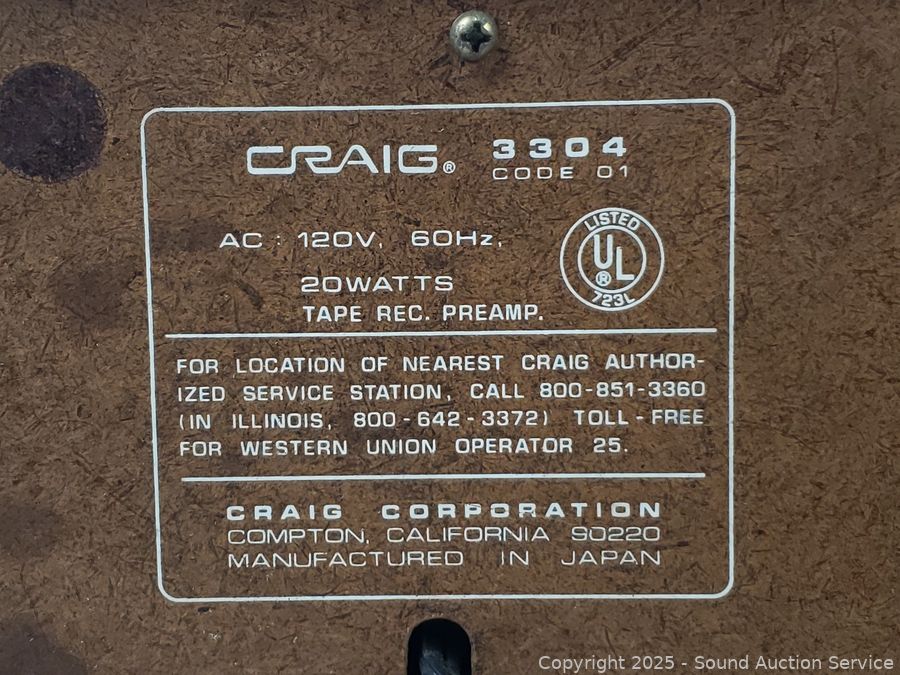 CRAIG® 3304
CODE 01
LISTED
UL®
723L
AC : 120V, 60Hz,
20WATTS
TAPE REC. PREAMP.
FOR LOCATION OF NEAREST CRAIG AUTHOR-
IZED SERVICE STATION, CALL 800-851-3360
(IN ILLINOIS, 800-642-3372) TOLL-FREE
FOR WESTERN UNION OPERATOR 25.
CRAIG CORPORATION
COMPTON, CALIFORNIA 90220
MANUFACTURED IN JAPAN
Copyright 2025 - Sound Auction Service